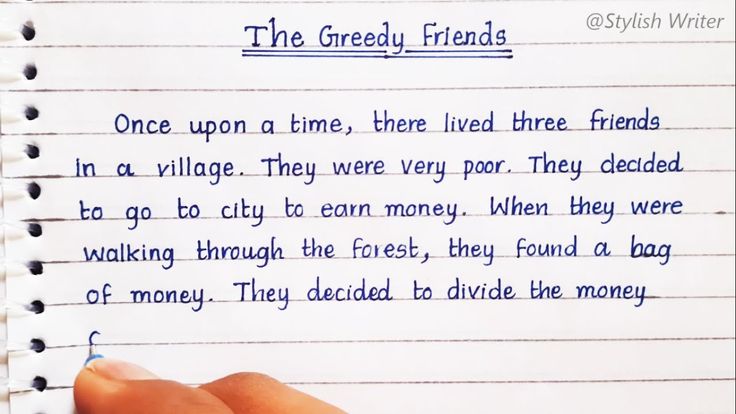 @Stylish Writer
The Greedy Friends
Once upon a time, there lived three friends
in a village. They were very poor. They decided
to go to city to earn money. When they were
walking through the forest, they found a bag
of money. They decided to divide the money